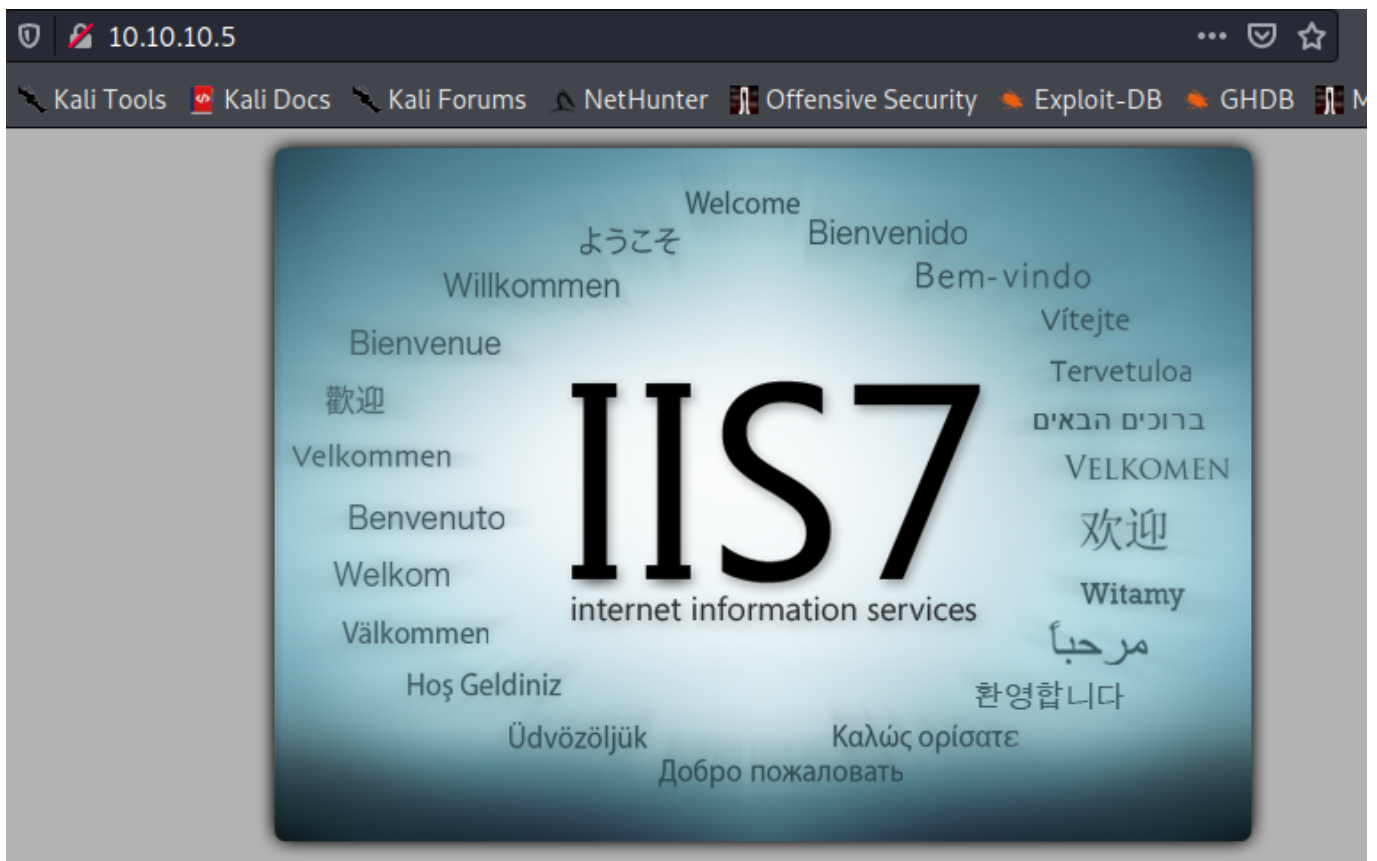 10.10.10.5
Kali Tools Kali Docs Kali Forums NetHunter Offensive Security Exploit-DB GHDB M
Welcome
ようこそ
Bienvenido
Willkommen
Bem-vindo
Vítejte
Bienvenue
Tervetuloa
歡迎
ברוכים הבאים
Velkommen
VELKOMEN
Benvenuto
欢迎
Welkom
Witamy
Välkommen
مرحباً
Hoş Geldiniz
환영합니다
Üdvözöljük
Καλώς ορίσατε
Добро пожаловать
IIS7
internet information services